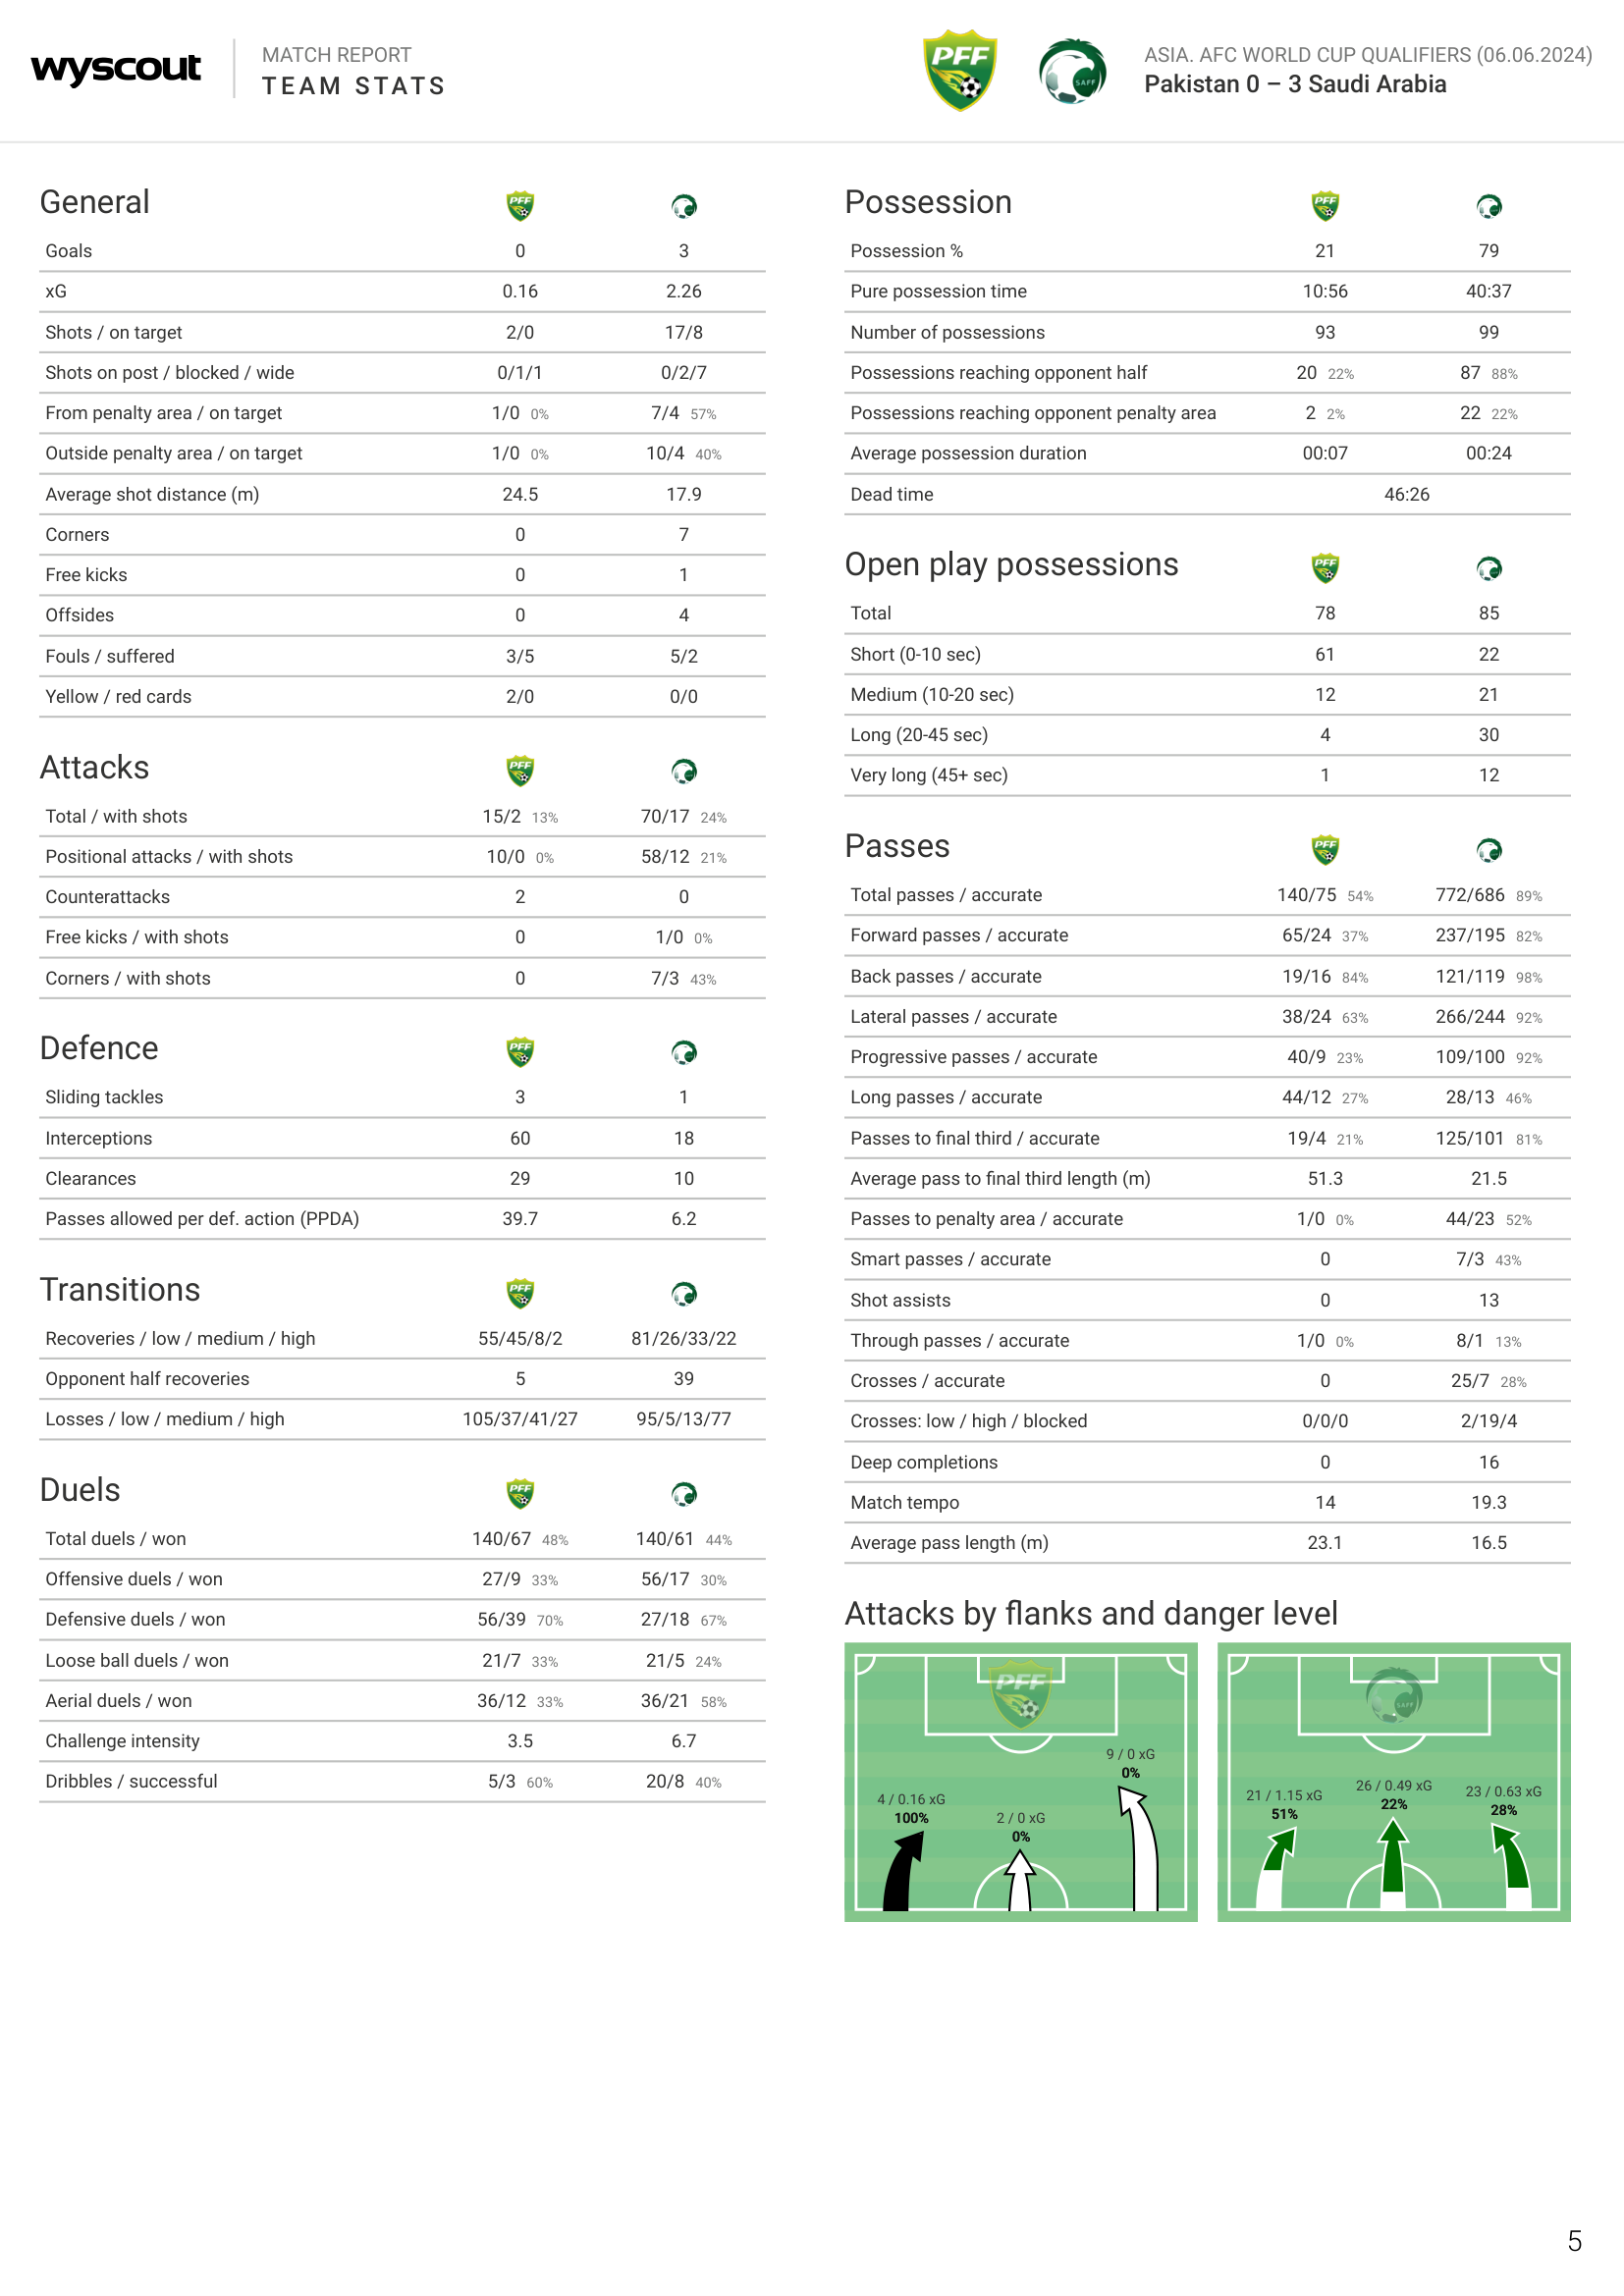 wyscout
MATCH REPORT
TEAM STATS
PFF
SAFF
ASIA. AFC WORLD CUP QUALIFIERS (06.06.2024)
Pakistan 0 – 3 Saudi Arabia
General
PFF
Goals 0 3
xG 0.16 2.26
Shots / on target 2/0 17/8
Shots on post / blocked / wide 0/1/1 0/2/7
From penalty area / on target 1/0 0% 7/4 57%
Outside penalty area / on target 1/0 0% 10/4 40%
Average shot distance (m) 24.5 17.9
Corners 0 7
Free kicks 0 1
Offsides 0 4
Fouls / suffered 3/5 5/2
Yellow / red cards 2/0 0/0
Attacks
PFF
Total / with shots 15/2 13% 70/17 24%
Positional attacks / with shots 10/0 0% 58/12 21%
Counterattacks 2 0
Free kicks / with shots 0 1/0 0%
Corners / with shots 0 7/3 43%
Defence
PFF
Sliding tackles 3 1
Interceptions 60 18
Clearances 29 10
Passes allowed per def. action (PPDA) 39.7 6.2
Transitions
PFF
Recoveries / low / medium / high 55/45/8/2 81/26/33/22
Opponent half recoveries 5 39
Losses / low / medium / high 105/37/41/27 95/5/13/77
Duels
PFF
Total duels / won 140/67 48% 140/61 44%
Offensive duels / won 27/9 33% 56/17 30%
Defensive duels / won 56/39 70% 27/18 67%
Loose ball duels / won 21/7 33% 21/5 24%
Aerial duels / won 36/12 33% 36/21 58%
Challenge intensity 3.5 6.7
Dribbles / successful 5/3 60% 20/8 40%
Possession
PFF
Possession % 21 79
Pure possession time 10:56 40:37
Number of possessions 93 99
Possessions reaching opponent half 20 22% 87 88%
Possessions reaching opponent penalty area 2 2% 22 22%
Average possession duration 00:07 00:24
Dead time 46:26
Open play possessions
PFF
Total 78 85
Short (0-10 sec) 61 22
Medium (10-20 sec) 12 21
Long (20-45 sec) 4 30
Very long (45+ sec) 1 12
Passes
PFF
Total passes / accurate 140/75 54% 772/686 89%
Forward passes / accurate 65/24 37% 237/195 82%
Back passes / accurate 19/16 84% 121/119 98%
Lateral passes / accurate 38/24 63% 266/244 92%
Progressive passes / accurate 40/9 23% 109/100 92%
Long passes / accurate 44/12 27% 28/13 46%
Passes to final third / accurate 19/4 21% 125/101 81%
Average pass to final third length (m) 51.3 21.5
Passes to penalty area / accurate 1/0 0% 44/23 52%
Smart passes / accurate 0 7/3 43%
Shot assists 0 13
Through passes / accurate 1/0 0% 8/1 13%
Crosses / accurate 0 25/7 28%
Crosses: low / high / blocked 0/0/0 2/19/4
Deep completions 0 16
Match tempo 14 19.3
Average pass length (m) 23.1 16.5
Attacks by flanks and danger level
PFF
4 / 0.16 xG
100%
2 / 0 xG
0%
9 / 0 xG
0%
SAFF
21 / 1.15 xG
51%
26 / 0.49 xG
22%
23 / 0.63 xG
28%
5